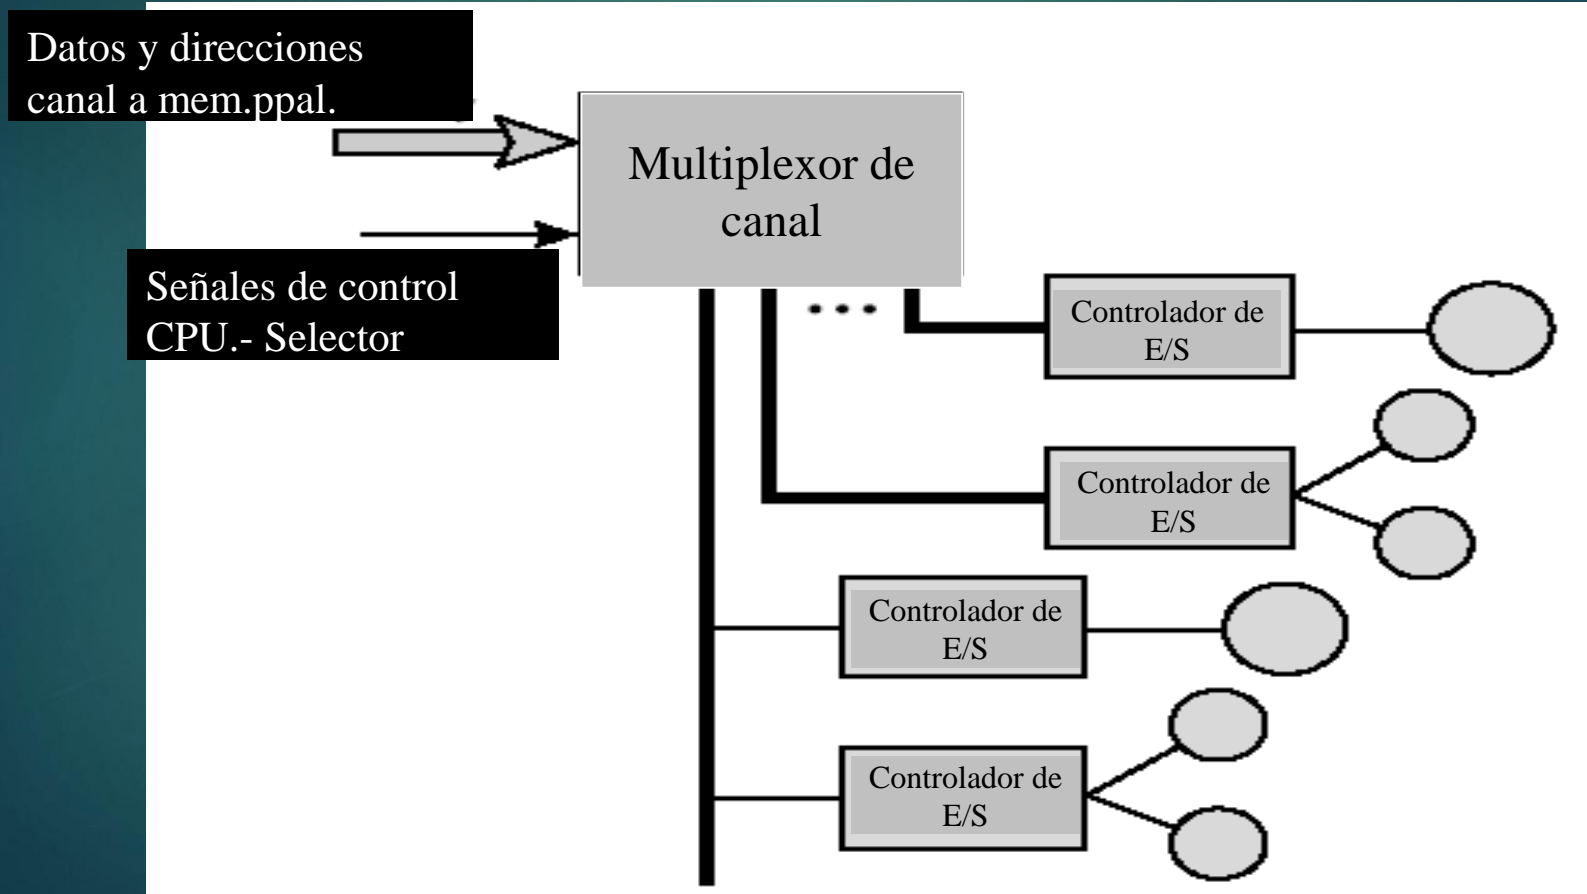 Datos y direcciones
canal a mem.ppal.
Multiplexor de
canal
Señales de control
CPU.- Selector
Controlador de
E/S
Controlador de
E/S
Controlador de
E/S
Controlador de
E/S